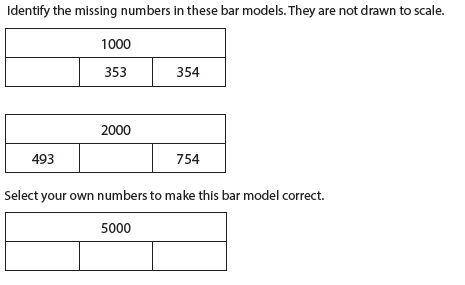 Identify the missing numbers in these bar models. They are not drawn to scale.
1000
353 354
2000
493 754
Select your own numbers to make this bar model correct.
5000